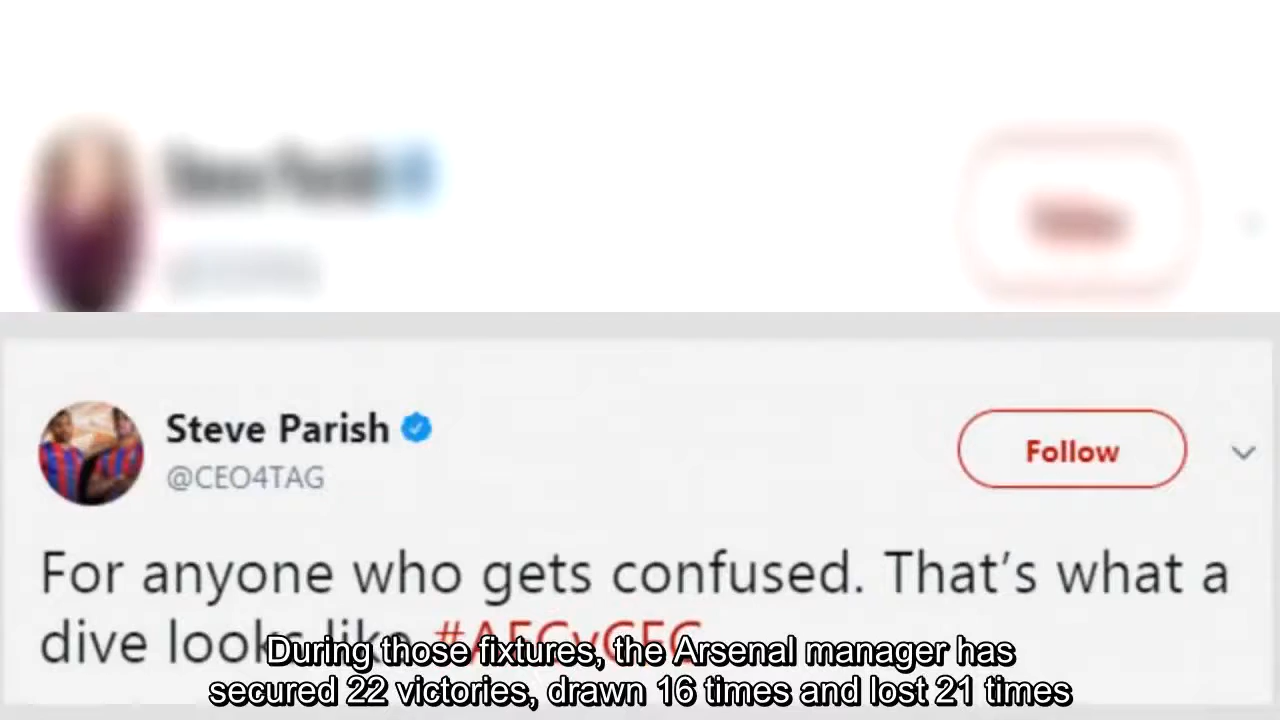 Steve Parish
@CEO4TAG
Follow
For anyone who gets confused. That's what a
dive looks like #AFCvCFC
During those fixtures, the Arsenal manager has
secured 22 victories, drawn 16 times and lost 21 times